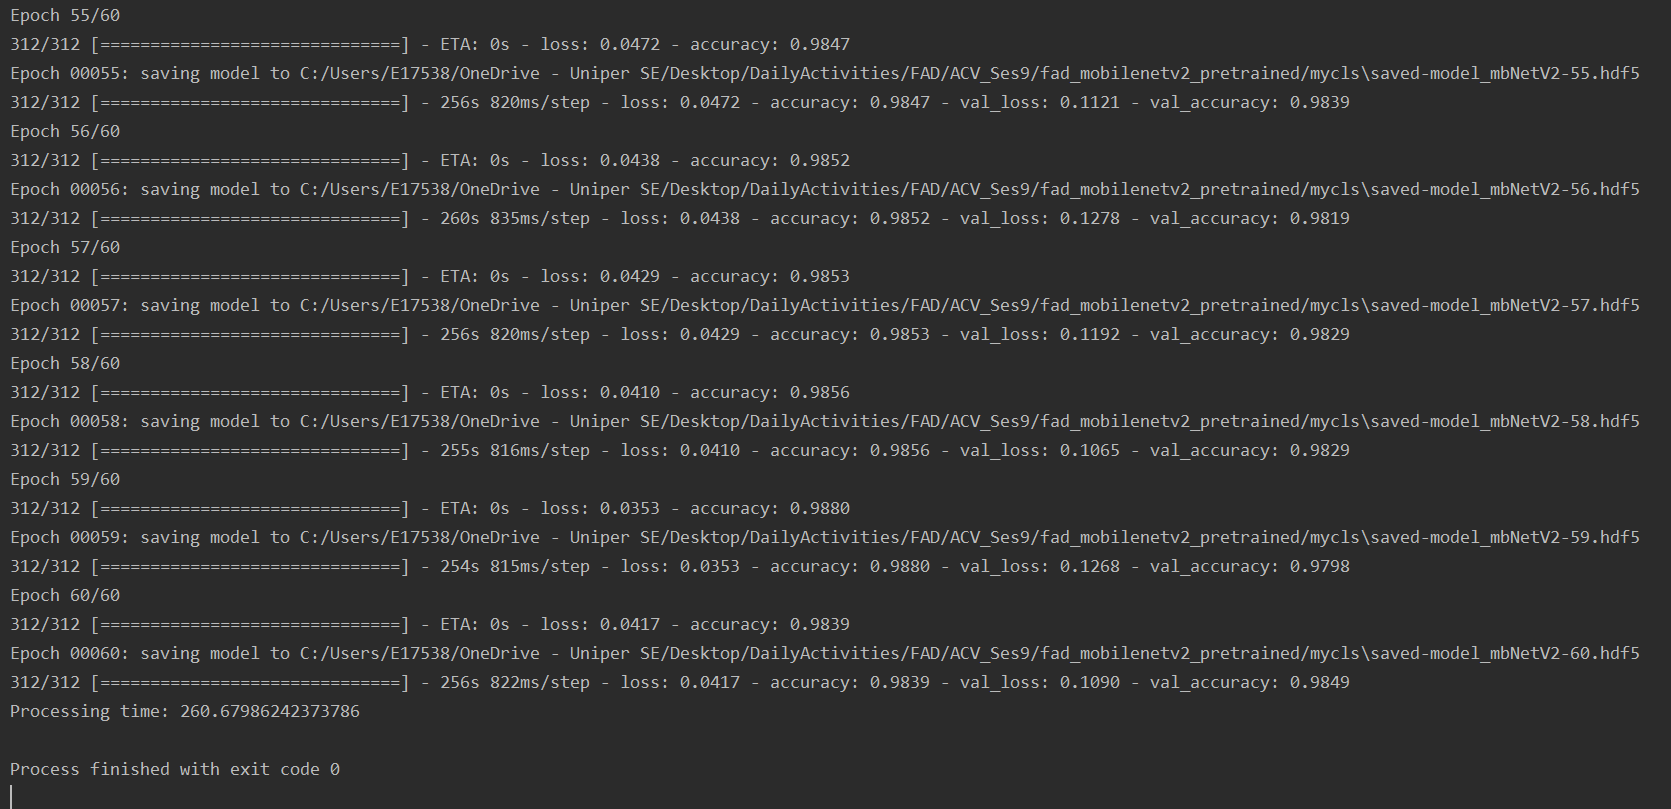 Epoch 55/60
312/312 [==============================] - ETA: 0s - loss: 0.0472 - accuracy: 0.9847
Epoch 00055: saving model to C:/Users/E17538/OneDrive - Uniper SE/Desktop/DailyActivities/FAD/ACV_Ses9/fad_mobilenetv2_pretrained/mycls\saved-model_mbNetV2-55.hdf5
312/312 [==============================] - 256s 820ms/step - loss: 0.0472 - accuracy: 0.9847 - val_loss: 0.1121 - val_accuracy: 0.9839
Epoch 56/60
312/312 [==============================] - ETA: 0s - loss: 0.0438 - accuracy: 0.9852
Epoch 00056: saving model to C:/Users/E17538/OneDrive - Uniper SE/Desktop/DailyActivities/FAD/ACV_Ses9/fad_mobilenetv2_pretrained/mycls\saved-model_mbNetV2-56.hdf5
312/312 [==============================] - 260s 835ms/step - loss: 0.0438 - accuracy: 0.9852 - val_loss: 0.1278 - val_accuracy: 0.9819
Epoch 57/60
312/312 [==============================] - ETA: 0s - loss: 0.0429 - accuracy: 0.9853
Epoch 00057: saving model to C:/Users/E17538/OneDrive - Uniper SE/Desktop/DailyActivities/FAD/ACV_Ses9/fad_mobilenetv2_pretrained/mycls\saved-model_mbNetV2-57.hdf5
312/312 [==============================] - 256s 820ms/step - loss: 0.0429 - accuracy: 0.9853 - val_loss: 0.1192 - val_accuracy: 0.9829
Epoch 58/60
312/312 [==============================] - ETA: 0s - loss: 0.0410 - accuracy: 0.9856
Epoch 00058: saving model to C:/Users/E17538/OneDrive - Uniper SE/Desktop/DailyActivities/FAD/ACV_Ses9/fad_mobilenetv2_pretrained/mycls\saved-model_mbNetV2-58.hdf5
312/312 [==============================] - 255s 816ms/step - loss: 0.0410 - accuracy: 0.9856 - val_loss: 0.1065 - val_accuracy: 0.9829
Epoch 59/60
312/312 [==============================] - ETA: 0s - loss: 0.0353 - accuracy: 0.9880
Epoch 00059: saving model to C:/Users/E17538/OneDrive - Uniper SE/Desktop/DailyActivities/FAD/ACV_Ses9/fad_mobilenetv2_pretrained/mycls\saved-model_mbNetV2-59.hdf5
312/312 [==============================] - 254s 815ms/step - loss: 0.0353 - accuracy: 0.9880 - val_loss: 0.1268 - val_accuracy: 0.9798
Epoch 60/60
312/312 [==============================] - ETA: 0s - loss: 0.0417 - accuracy: 0.9839
Epoch 00060: saving model to C:/Users/E17538/OneDrive - Uniper SE/Desktop/DailyActivities/FAD/ACV_Ses9/fad_mobilenetv2_pretrained/mycls\saved-model_mbNetV2-60.hdf5
312/312 [==============================] - 256s 822ms/step - loss: 0.0417 - accuracy: 0.9839 - val_loss: 0.1090 - val_accuracy: 0.9849
Processing time: 260.67986242373786
Process finished with exit code 0